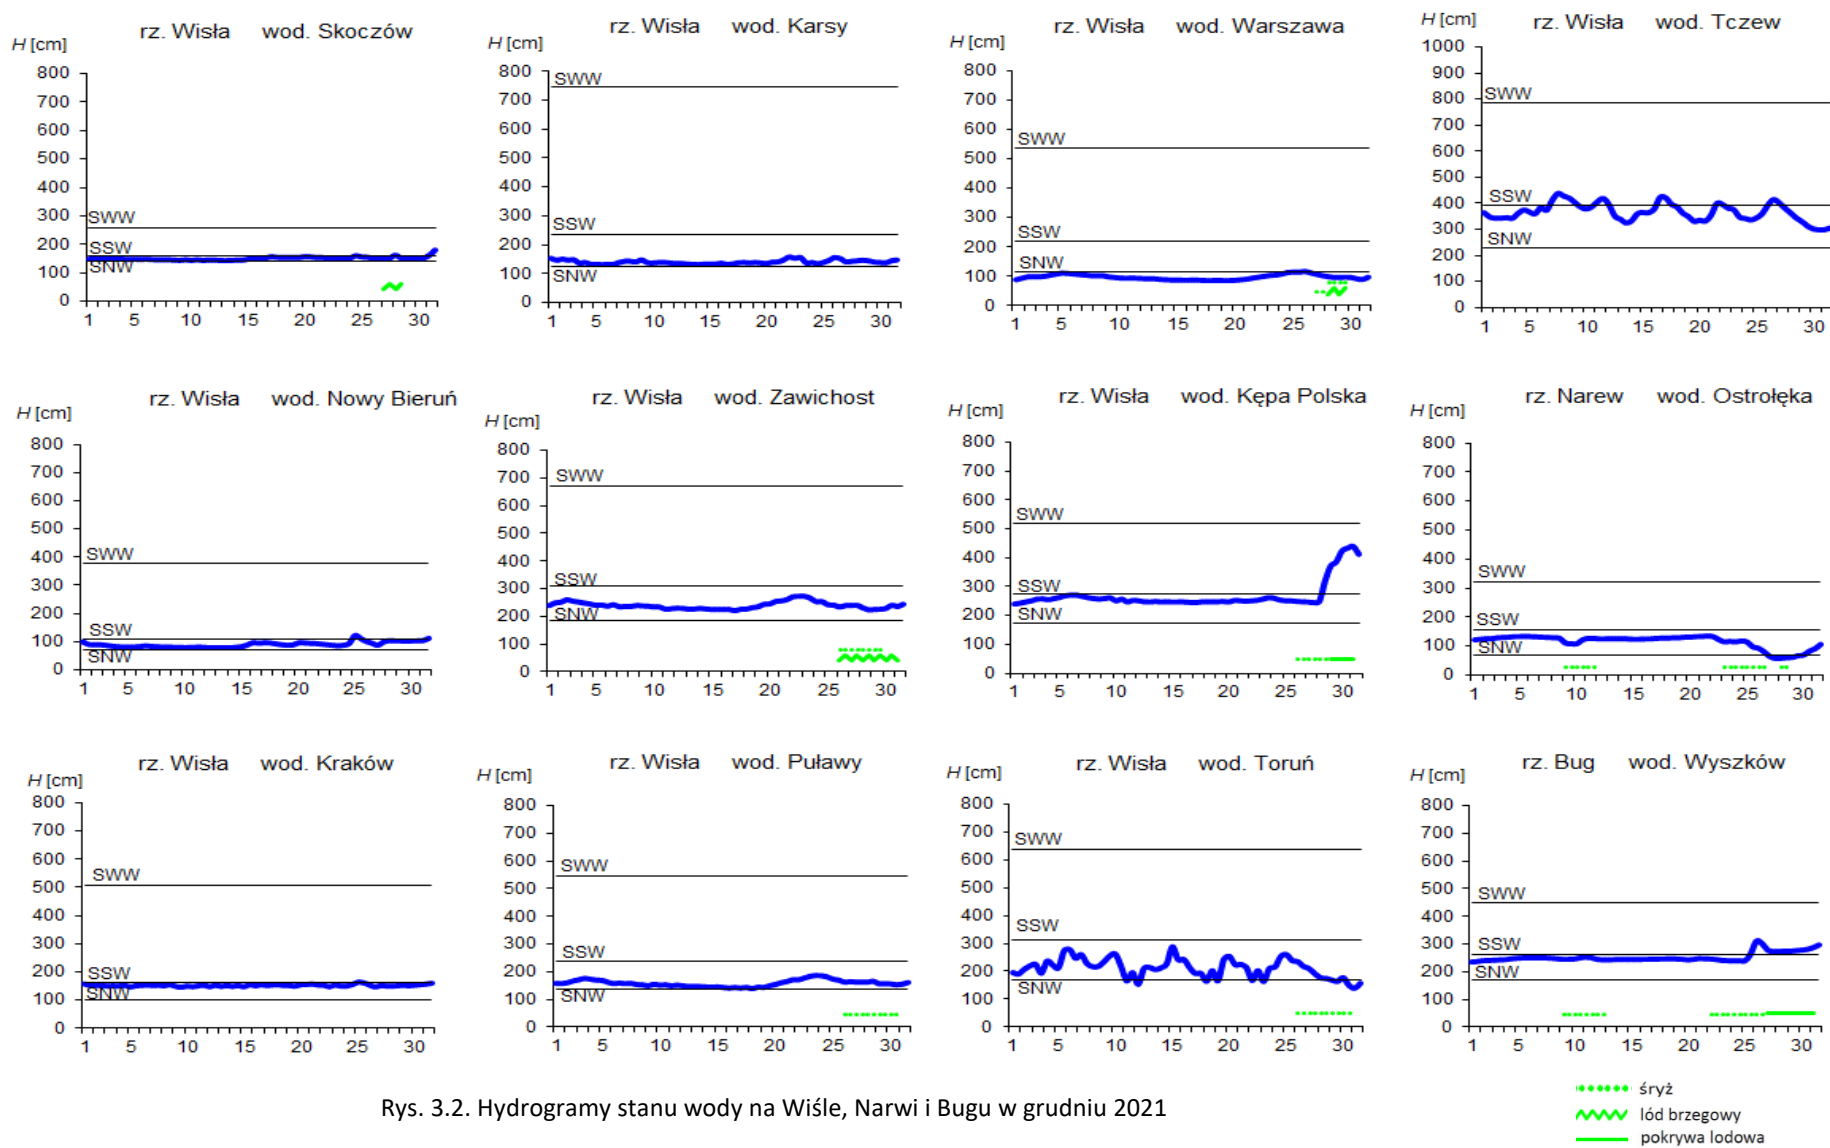 rz. Wisła wod. Skoczów
H [cm]
800
700
600
500
400
300
200
100
0
SWW
SSW
SNW
1 5 10 15 20 25 30
rz. Wisła wod. Karsy
H [cm]
800
700
600
500
400
300
200
100
0
SWW
SSW
SNW
1 5 10 15 20 25 30
rz. Wisła wod. Warszawa
H [cm]
800
700
600
500
400
300
200
100
0
SWW
SSW
SNW
1 5 10 15 20 25 30
rz. Wisła wod. Tczew
H [cm]
1000
900
800
700
600
500
400
300
200
100
0
SWW
SSW
SNW
1 5 10 15 20 25 30
rz. Wisła wod. Nowy Bieruń
H [cm]
800
700
600
500
400
300
200
100
0
SWW
SSW
SNW
1 5 10 15 20 25 30
rz. Wisła wod. Zawichost
H [cm]
800
700
600
500
400
300
200
100
0
SWW
SSW
SNW
1 5 10 15 20 25 30
rz. Wisła wod. Kępa Polska
H [cm]
800
700
600
500
400
300
200
100
0
SWW
SSW
SNW
1 5 10 15 20 25 30
rz. Narew wod. Ostrołęka
H [cm]
800
700
600
500
400
300
200
100
0
SWW
SSW
SNW
1 5 10 15 20 25 30
rz. Wisła wod. Kraków
H [cm]
800
700
600
500
400
300
200
100
0
SWW
SSW
SNW
1 5 10 15 20 25 30
rz. Wisła wod. Puławy
H [cm]
800
700
600
500
400
300
200
100
0
SWW
SSW
SNW
1 5 10 15 20 25 30
rz. Wisła wod. Toruń
H [cm]
800
700
600
500
400
300
200
100
0
SWW
SSW
SNW
1 5 10 15 20 25 30
rz. Bug wod. Wyszków
H [cm]
800
700
600
500
400
300
200
100
0
SWW
SSW
SNW
1 5 10 15 20 25 30
śryż
lód brzegowy
pokrywa lodowa
Rys. 3.2. Hydrogramy stanu wody na Wiśle, Narwi i Bugu w grudniu 2021